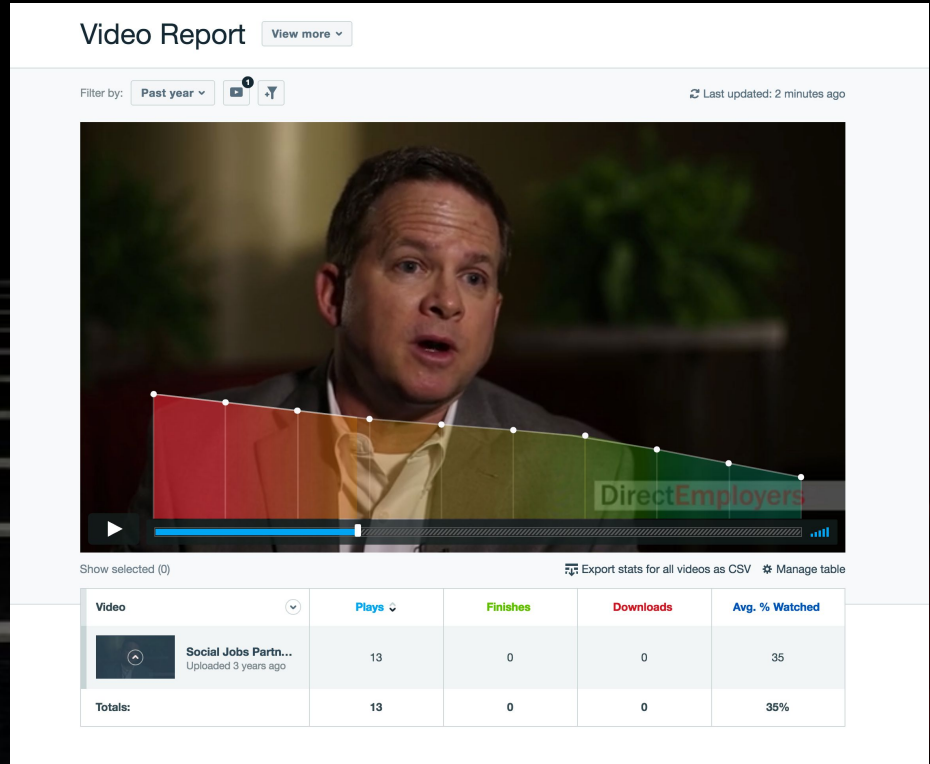 Video Report
View more
Filter by:
Past year
1
Last updated: 2 minutes ago
DirectEmployers
Show selected (0)
Export stats for all videos as CSV
Manage table
Video Plays Finishes Downloads Avg. % Watched
Social Jobs Partn...
Uploaded 3 years ago
13 0 0 35
Totals: 13 0 0 35%